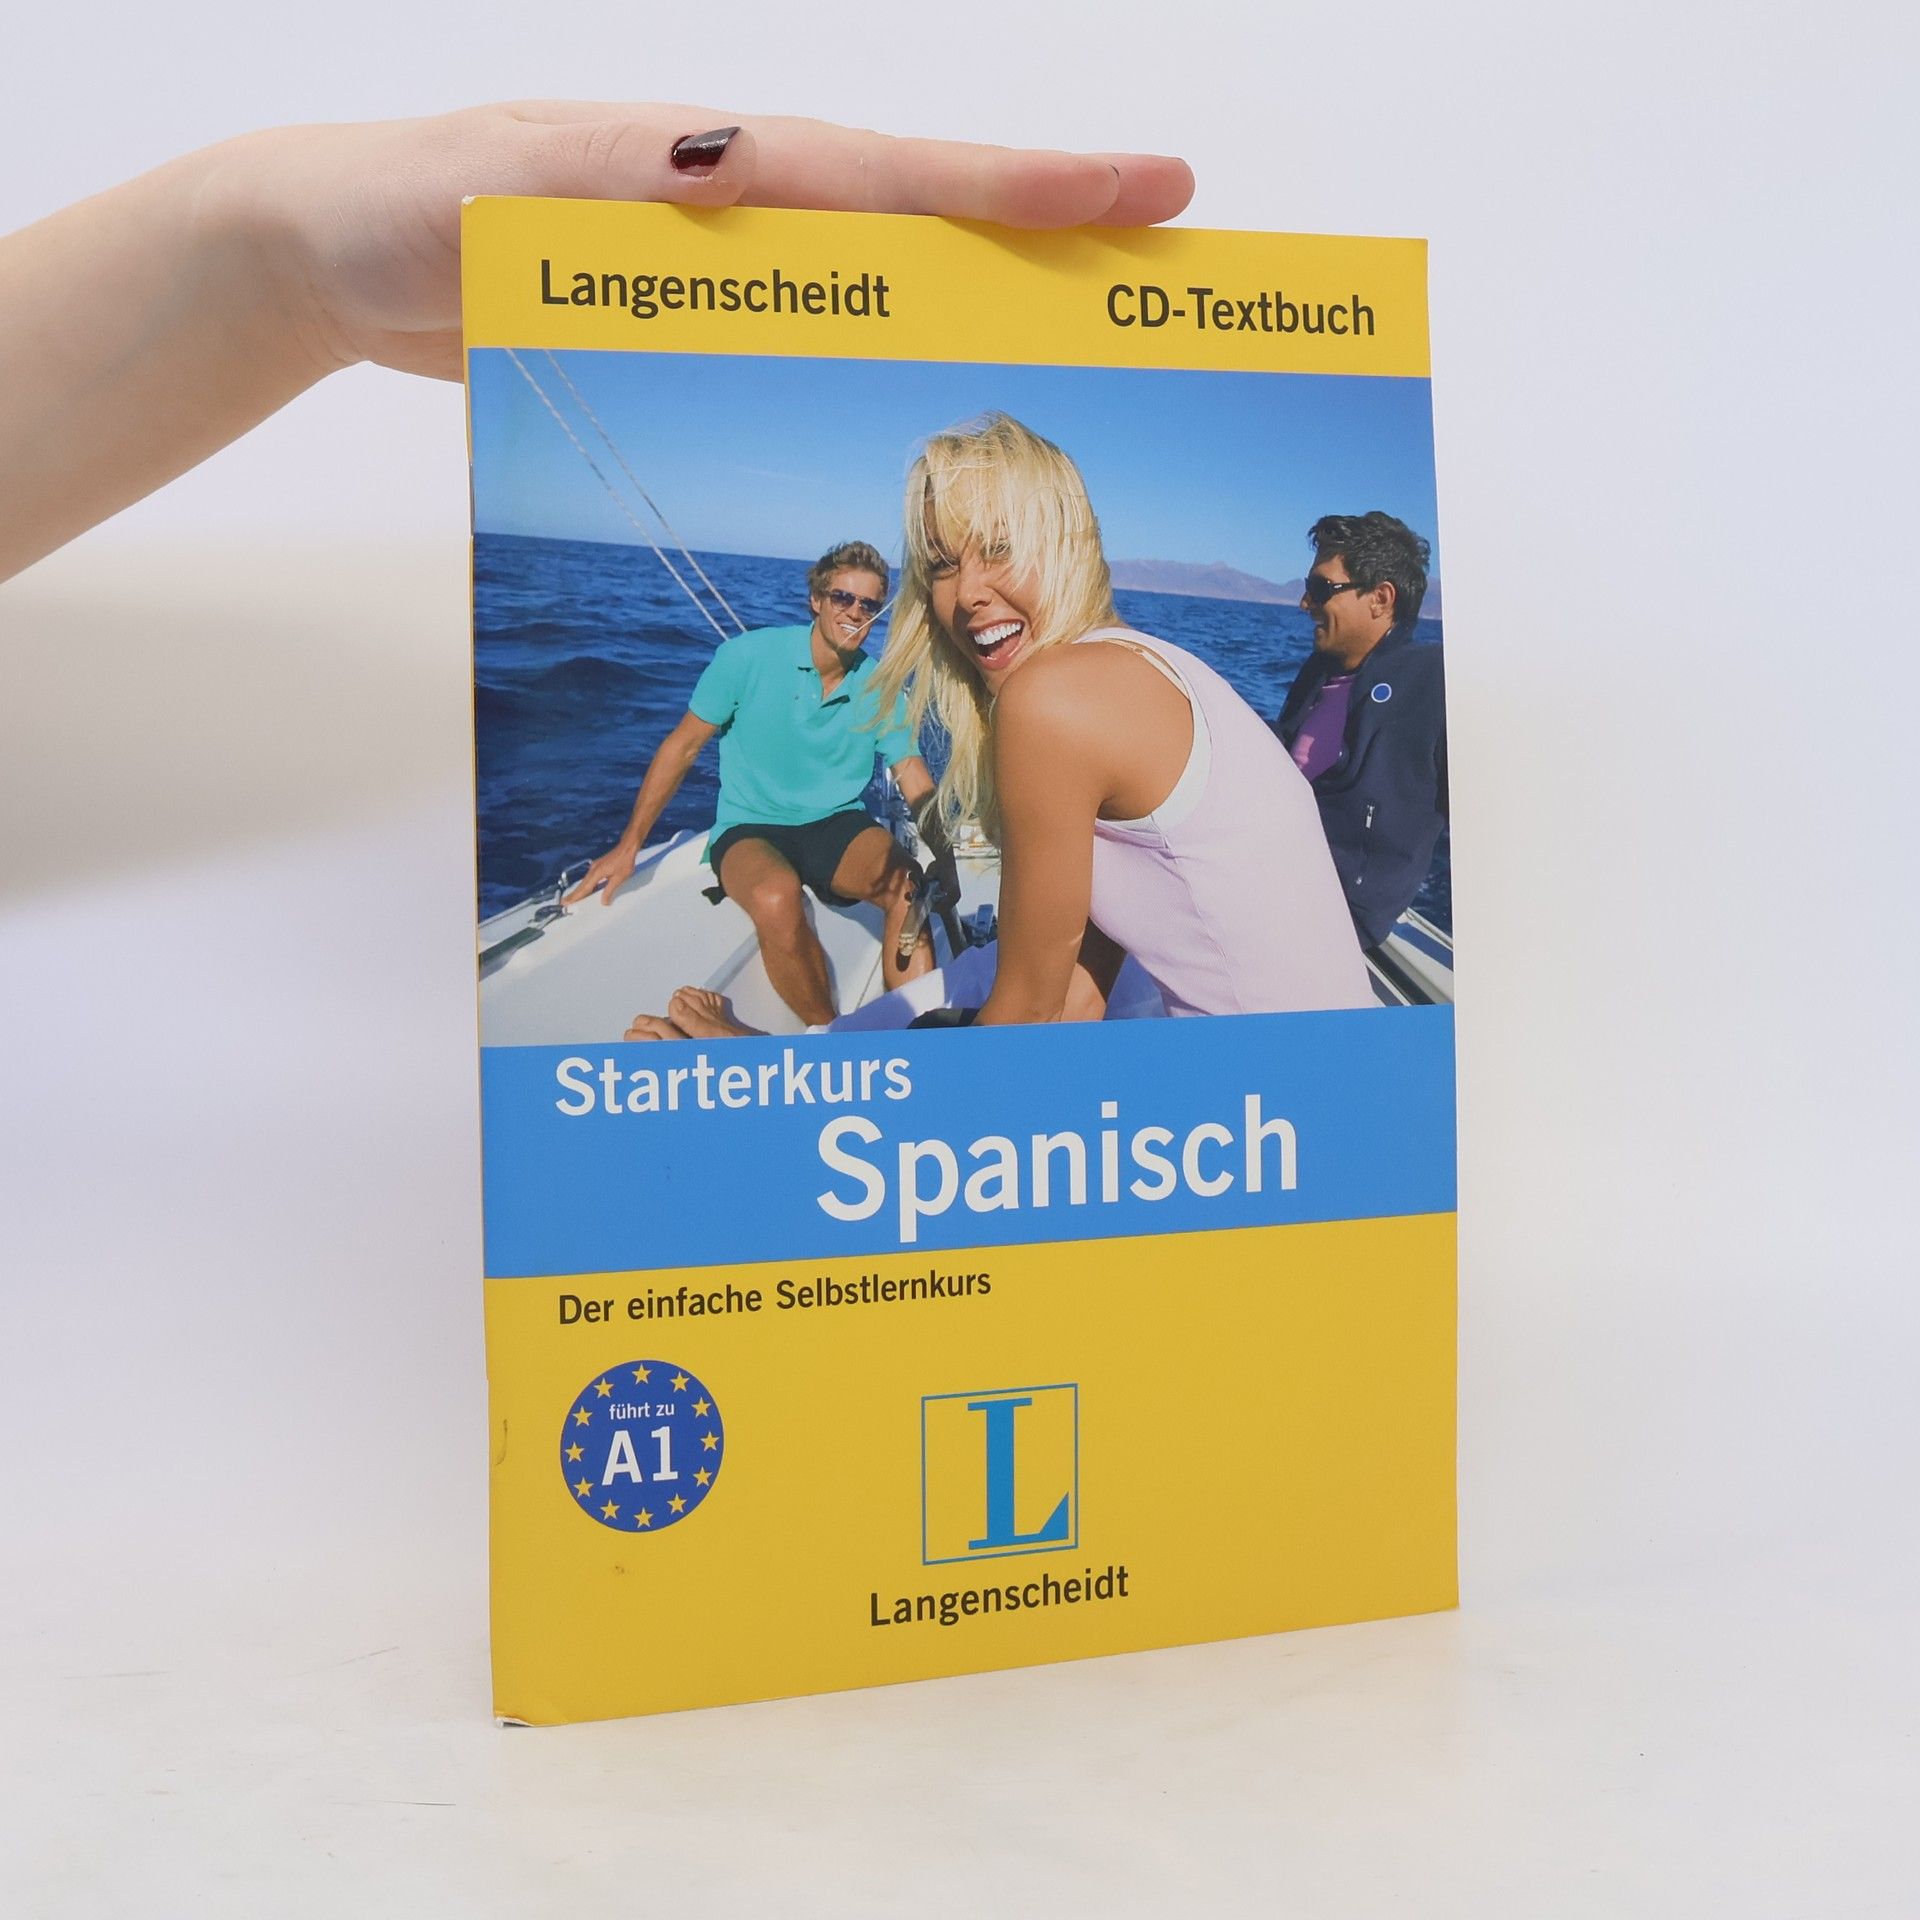 Langenscheidt
CD-Textbuch
Starterkurs
Spanisch
Der einfache Selbstlernkurs
führt zu
A1
L
Langenscheidt